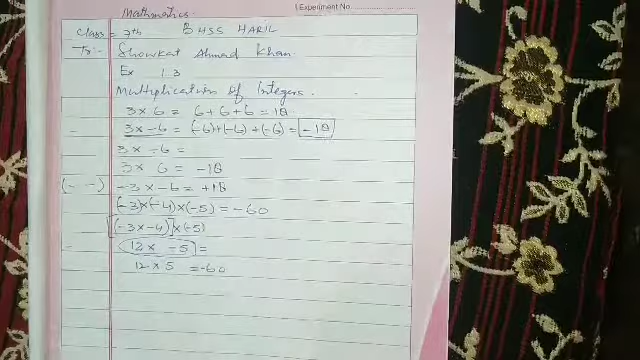 Experiment No.
Mathmatics
Class = 7th BHSS HARIL
Tr:- Showkat Ahmad Khan
Ex 1.3
Multiplication of Integers.
3 × 6 = 6 + 6 + 6 = 18
3 × -6 = (-6) + (-6) + (-6) = -18
3 × -6 =
3 × 6 = -18
(- -) -3 × -6 = +18
(-3) × (-4) × (-5) = -60
(-3 × -4) × (-5)
12 × -5 =
12 × 5 = -60